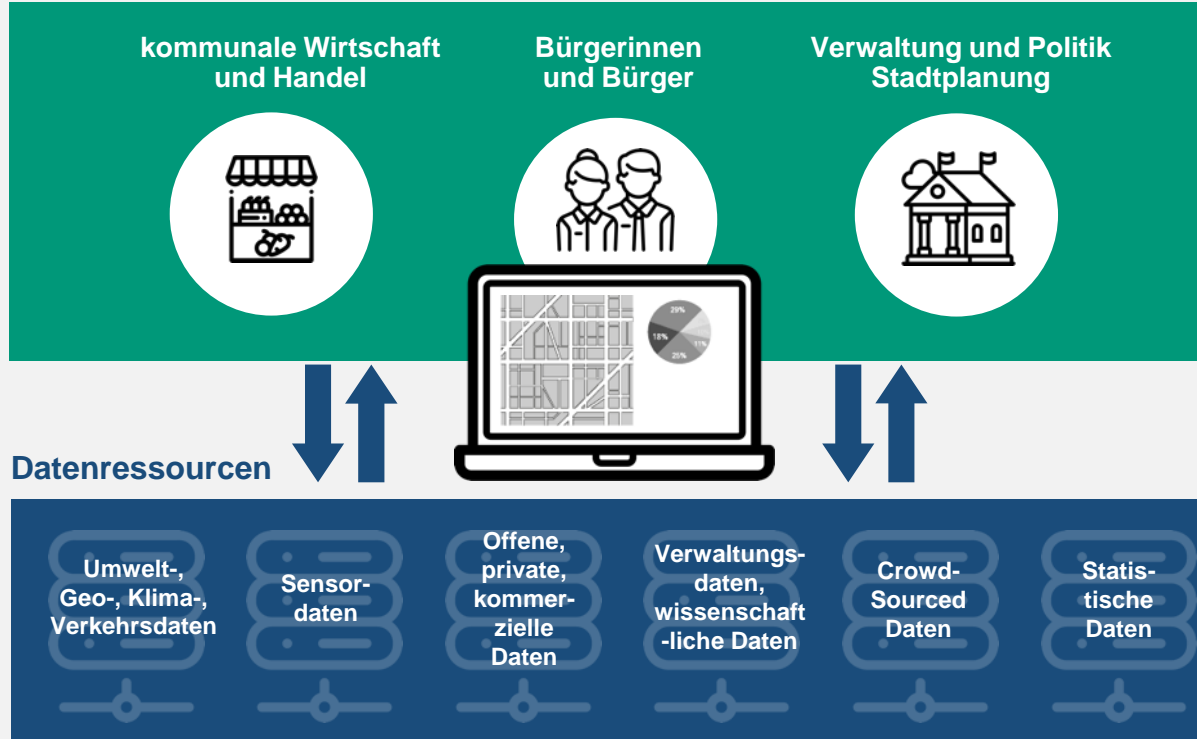 kommunale Wirtschaft
und Handel
Bürgerinnen
und Bürger
Verwaltung und Politik
Stadtplanung
29%
18%
11%
25%
Datenressourcen
Umwelt-,
Geo-, Klima-,
Verkehrsdaten
Sensor-
daten
Offene,
private,
kommer-
zielle
Daten
Verwaltungs-
daten,
wissenschaft
-liche Daten
Crowd-
Sourced
Daten
Statis-
tische
Daten